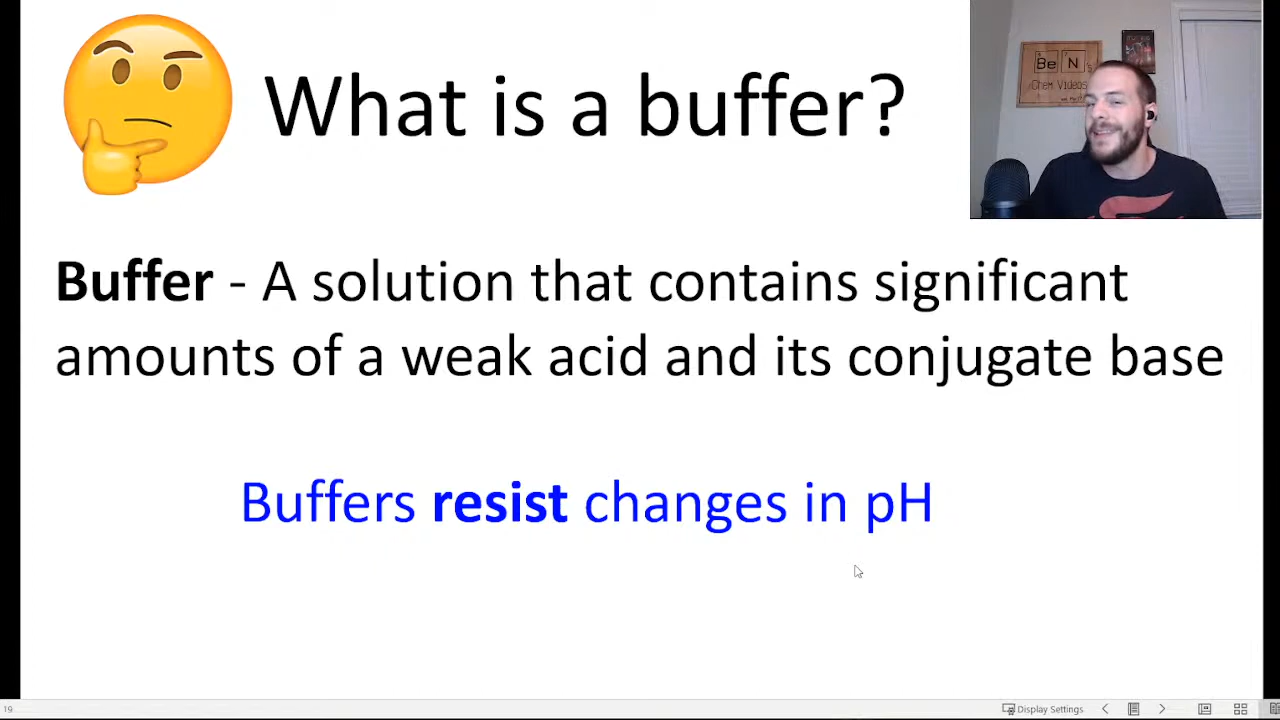 What is a buffer?
Be N
Chem Videos
Buffer - A solution that contains significant
amounts of a weak acid and its conjugate base
Buffers resist changes in pH
19
Display Settings